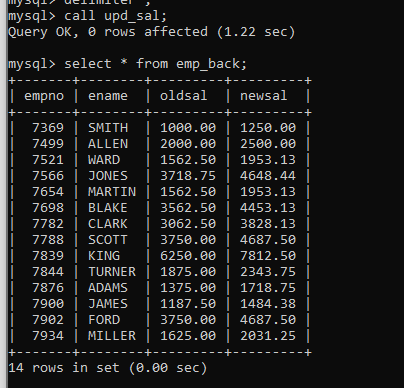 mysql> delimiter ;
mysql> call upd_sal;
Query OK, 0 rows affected (1.22 sec)
mysql> select * from emp_back;
+-------+--------+---------+---------+
| empno | ename  | oldsal  | newsal  |
+-------+--------+---------+---------+
|  7369 | SMITH  | 1000.00 | 1250.00 |
|  7499 | ALLEN  | 2000.00 | 2500.00 |
|  7521 | WARD   | 1562.50 | 1953.13 |
|  7566 | JONES  | 3718.75 | 4648.44 |
|  7654 | MARTIN | 1562.50 | 1953.13 |
|  7698 | BLAKE  | 3562.50 | 4453.13 |
|  7782 | CLARK  | 3062.50 | 3828.13 |
|  7788 | SCOTT  | 3750.00 | 4687.50 |
|  7839 | KING   | 6250.00 | 7812.50 |
|  7844 | TURNER | 1875.00 | 2343.75 |
|  7876 | ADAMS  | 1375.00 | 1718.75 |
|  7900 | JAMES  | 1187.50 | 1484.38 |
|  7902 | FORD   | 3750.00 | 4687.50 |
|  7934 | MILLER | 1625.00 | 2031.25 |
+-------+--------+---------+---------+
14 rows in set (0.00 sec)